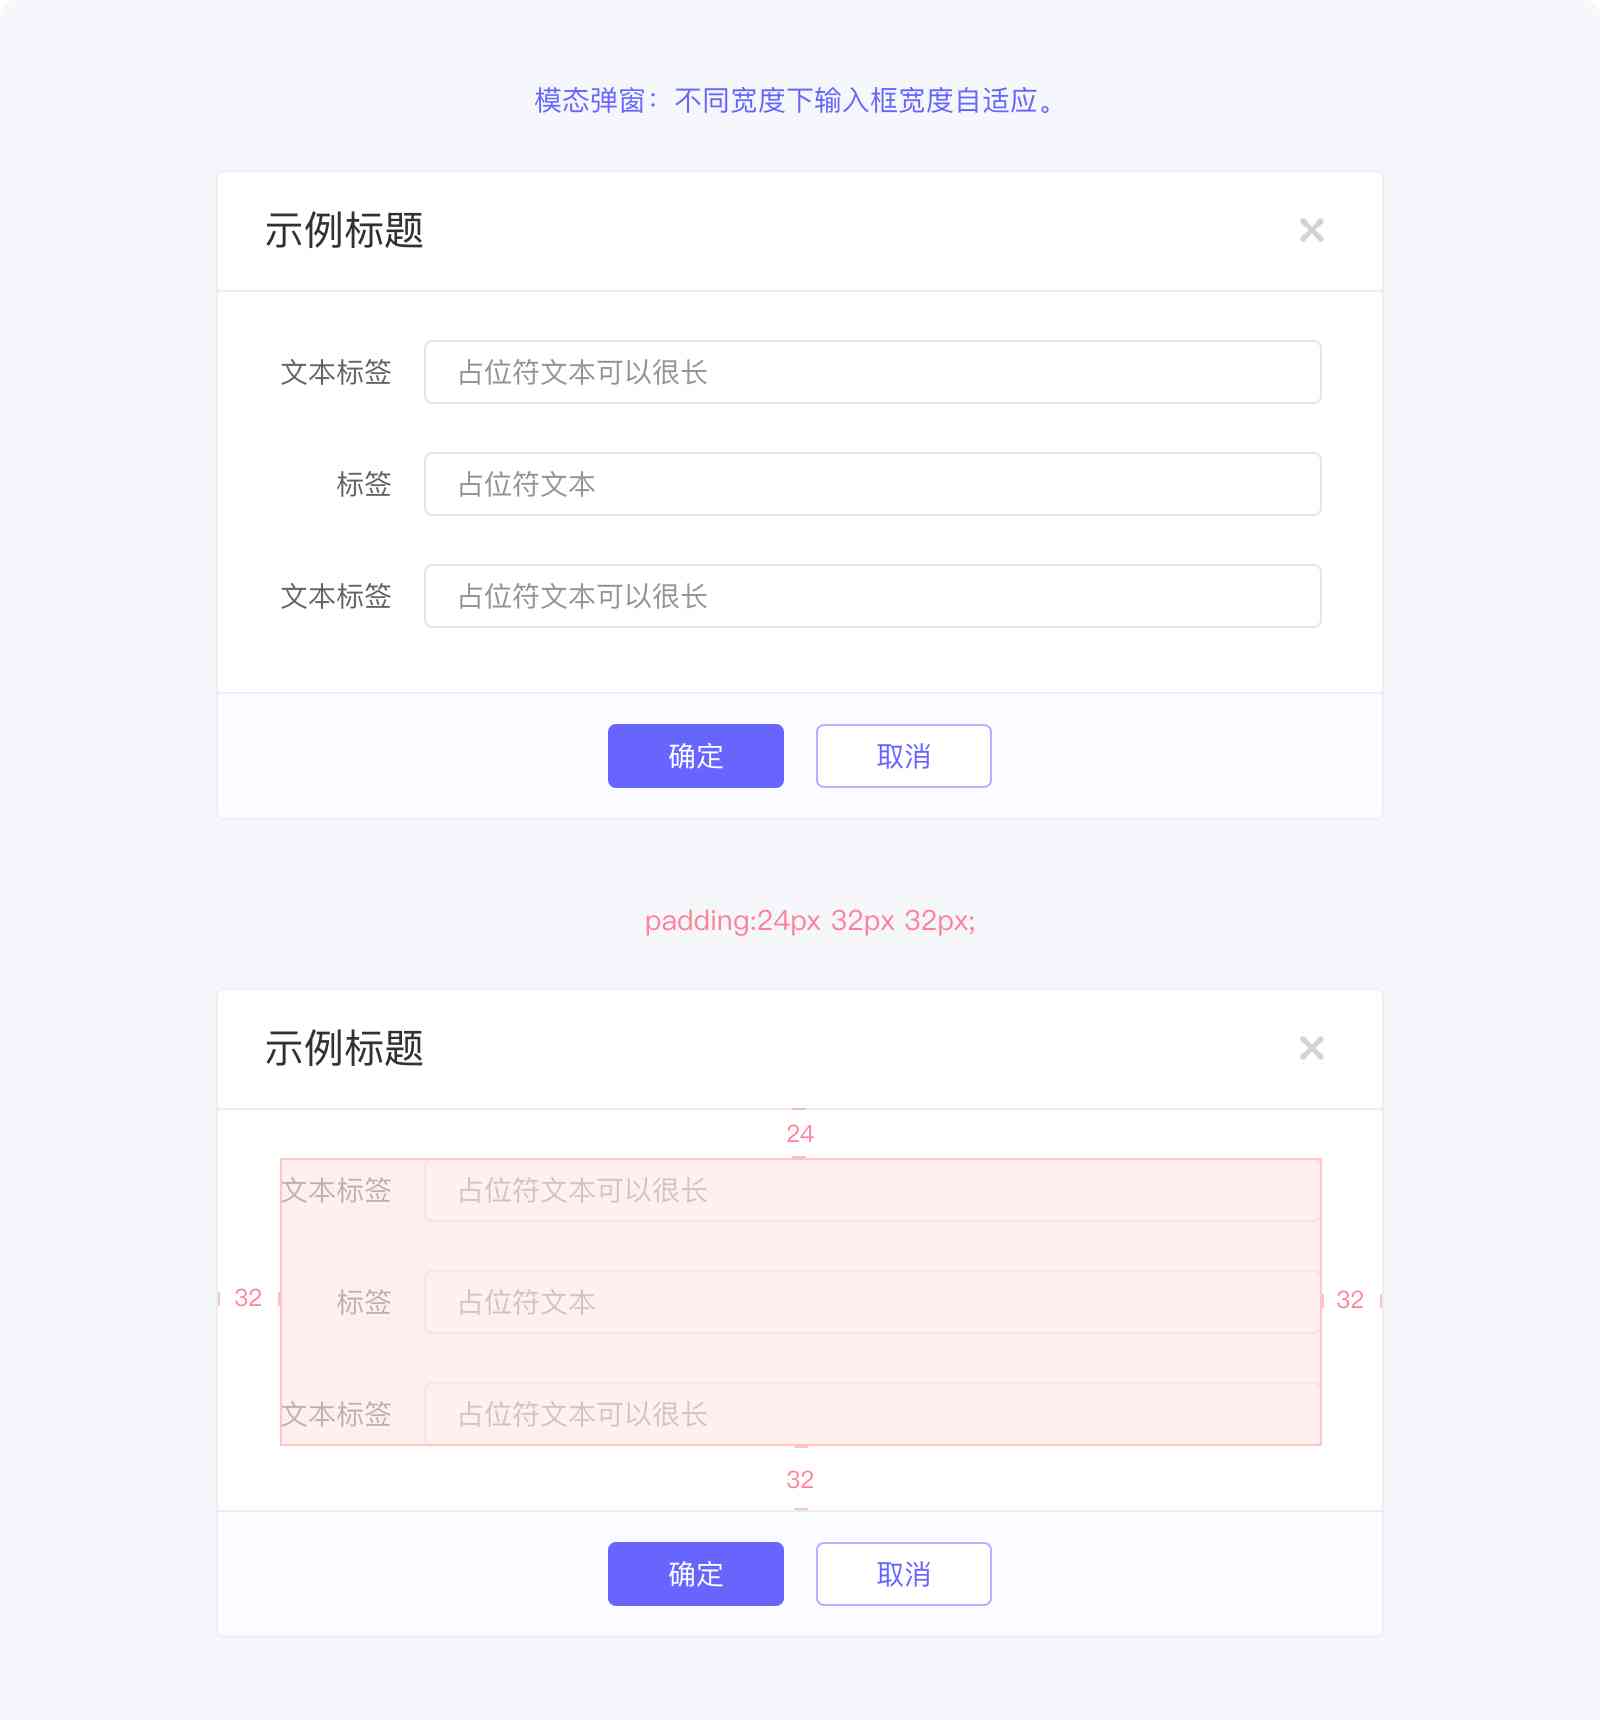 模态弹窗：不同宽度下输入框宽度自适应。
示例标题
文本标签 占位符文本可以很长
标签 占位符文本
文本标签 占位符文本可以很长
确定 取消
padding:24px 32px 32px;
示例标题
24
文本标签 占位符文本可以很长
32 标签 占位符文本 32
文本标签 占位符文本可以很长
32
确定 取消